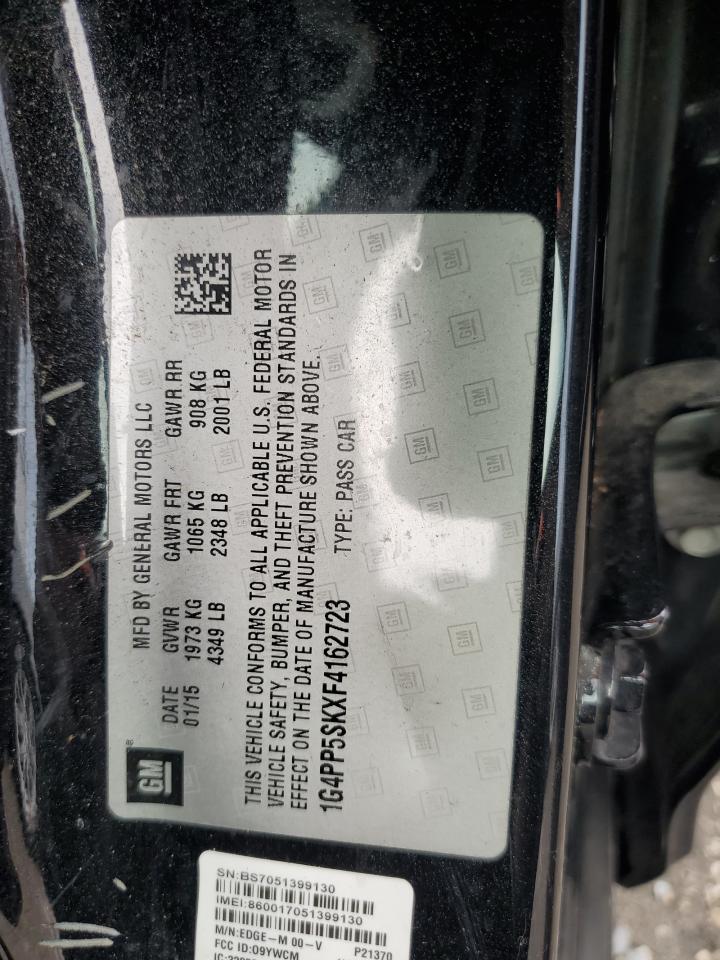 GM
MFD BY GENERAL MOTORS LLC
DATE GVWR GAWR FRT GAWR RR
01/15 1973 KG 1065 KG 908 KG
4349 LB 2348 LB 2001 LB
THIS VEHICLE CONFORMS TO ALL APPLICABLE U.S. FEDERAL MOTOR
VEHICLE SAFETY, BUMPER, AND THEFT PREVENTION STANDARDS IN
EFFECT ON THE DATE OF MANUFACTURE SHOWN ABOVE.
1G4PP5SKXF4162723 TYPE: PASS CAR
SN:BS7051399130
IMEI:860017051399130
M/N:EDGE-M 00-V P21370
FCC ID:O9YWCM